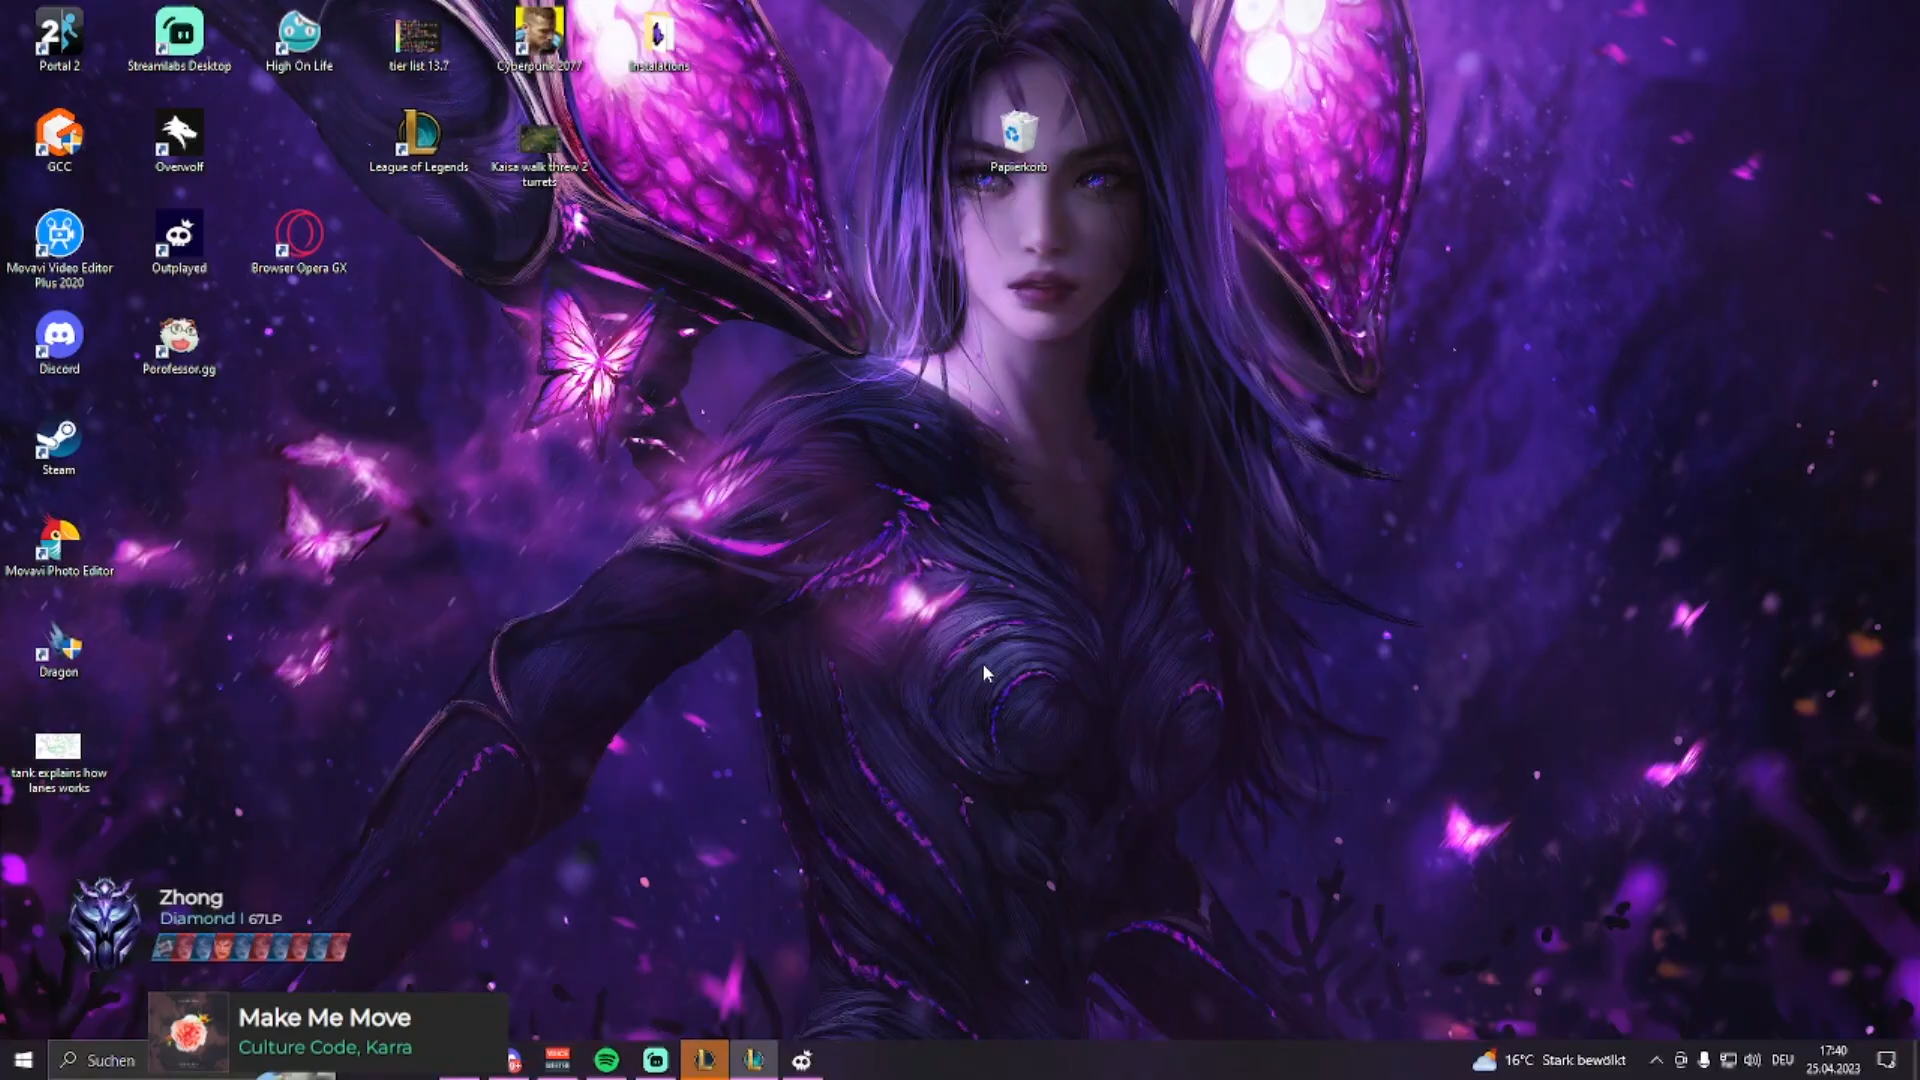 Portal 2
Streamlabs Desktop
High On Life
tier list 13.7
Cyberpunk 2077
Instalations
GCC
Overwolf
League of Legends
Kaisa walk threw 2
turrets
Papierkorb
Movavi Video Editor
Plus 2020
Outplayed
Browser Opera GX
Discord
Porofessor.gg
Steam
Movavi Photo Editor
Dragon
tank explains how
lanes works
Zhong
Diamond I 67LP
Make Me Move
Culture Code, Karra
Suchen
16°C Stark bewölkt
DEU
17:40
25.04.2023